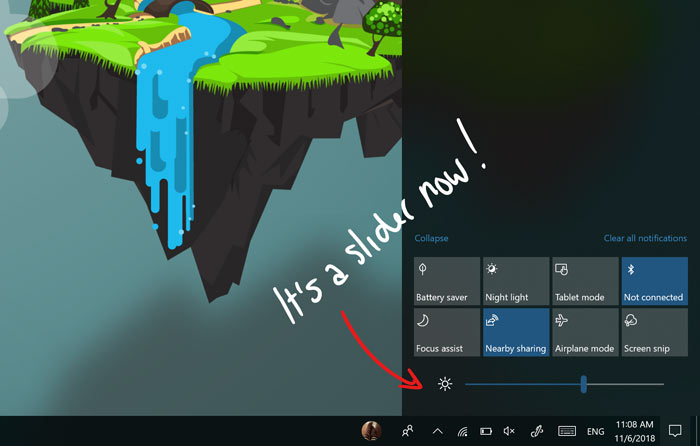 It's a slider now!
Collapse Clear all notifications
Battery saver Night light Tablet mode Not connected
Focus assist Nearby sharing Airplane mode Screen snip
ENG
11:08 AM
11/6/2018